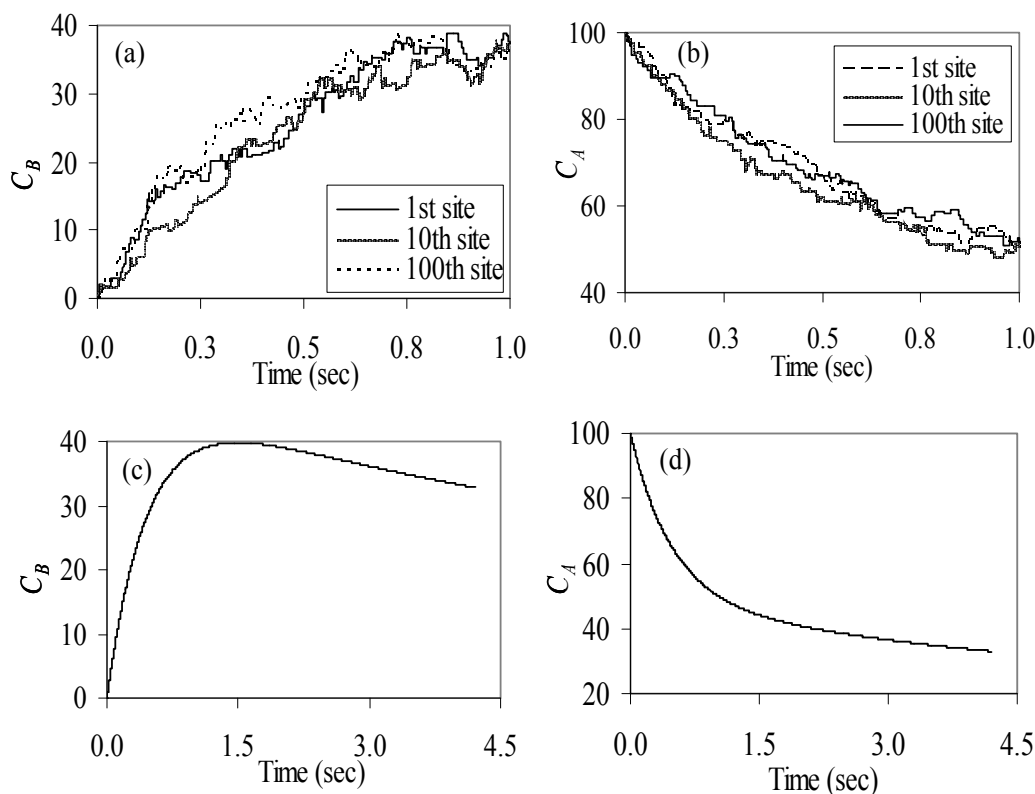 (a)
40
30
20
10
0
C_B
1st site
10th site
100th site
0.0 0.3 0.5 0.8 1.0
Time (sec)
(b)
100
80
60
40
C_A
1st site
10th site
100th site
0.0 0.3 0.5 0.8 1.0
Time (sec)
(c)
40
30
20
10
0
C_B
0.0 1.5 3.0 4.5
Time (sec)
(d)
100
80
60
40
20
C_A
0.0 1.5 3.0 4.5
Time (sec)